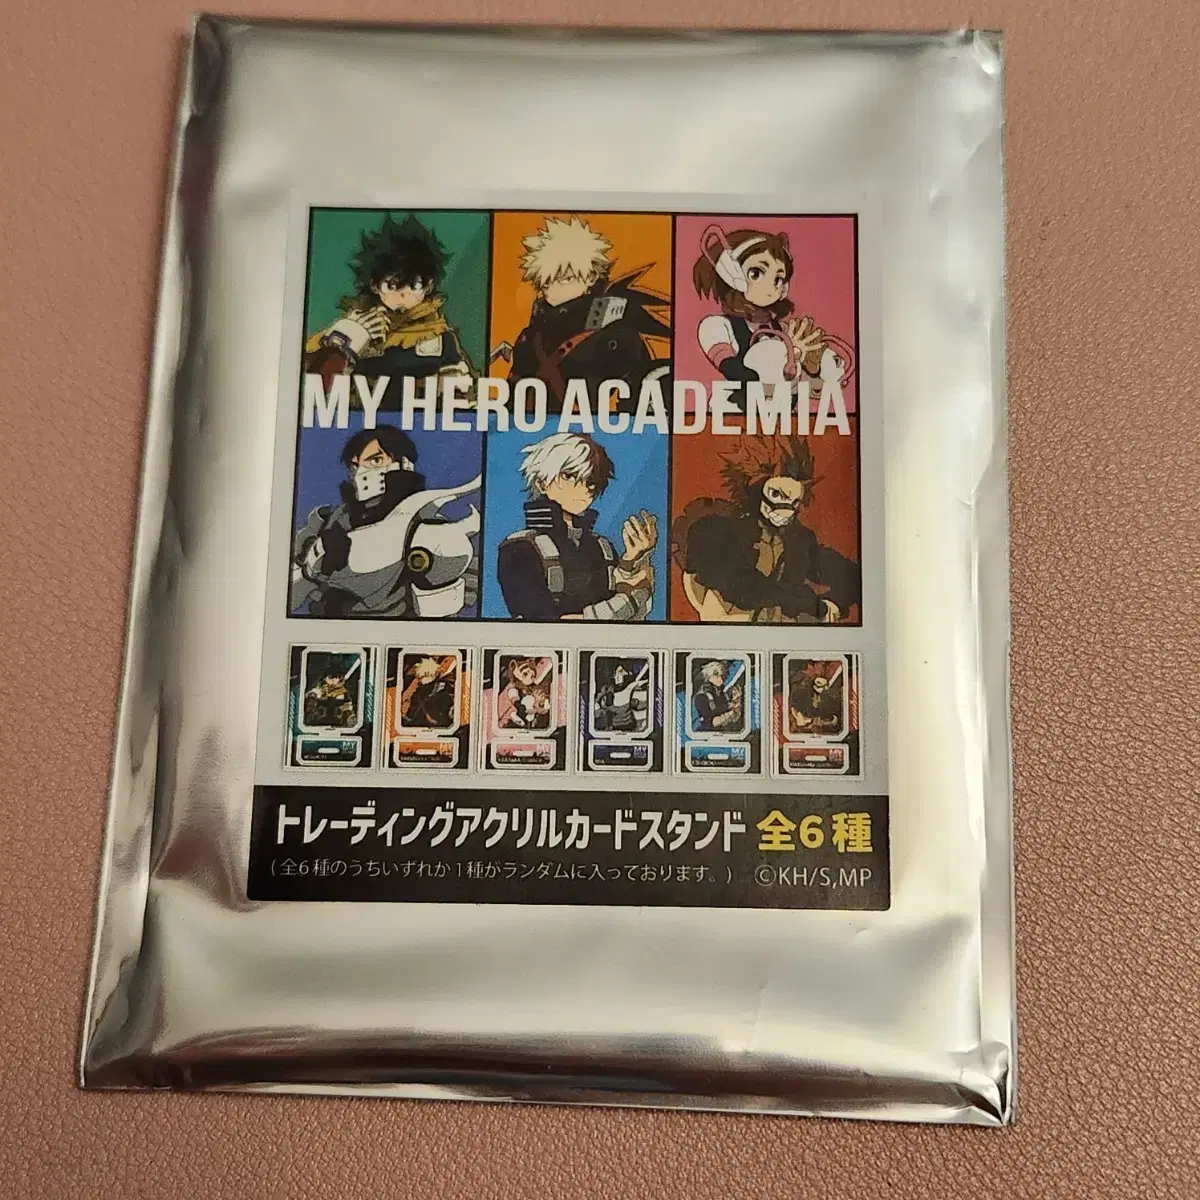 MY HERO ACADEMIA
トレーディングアクリルカードスタンド 全6種
(全6種のうちいずれか1種がランダムに入っております。) ©KH/S,MP